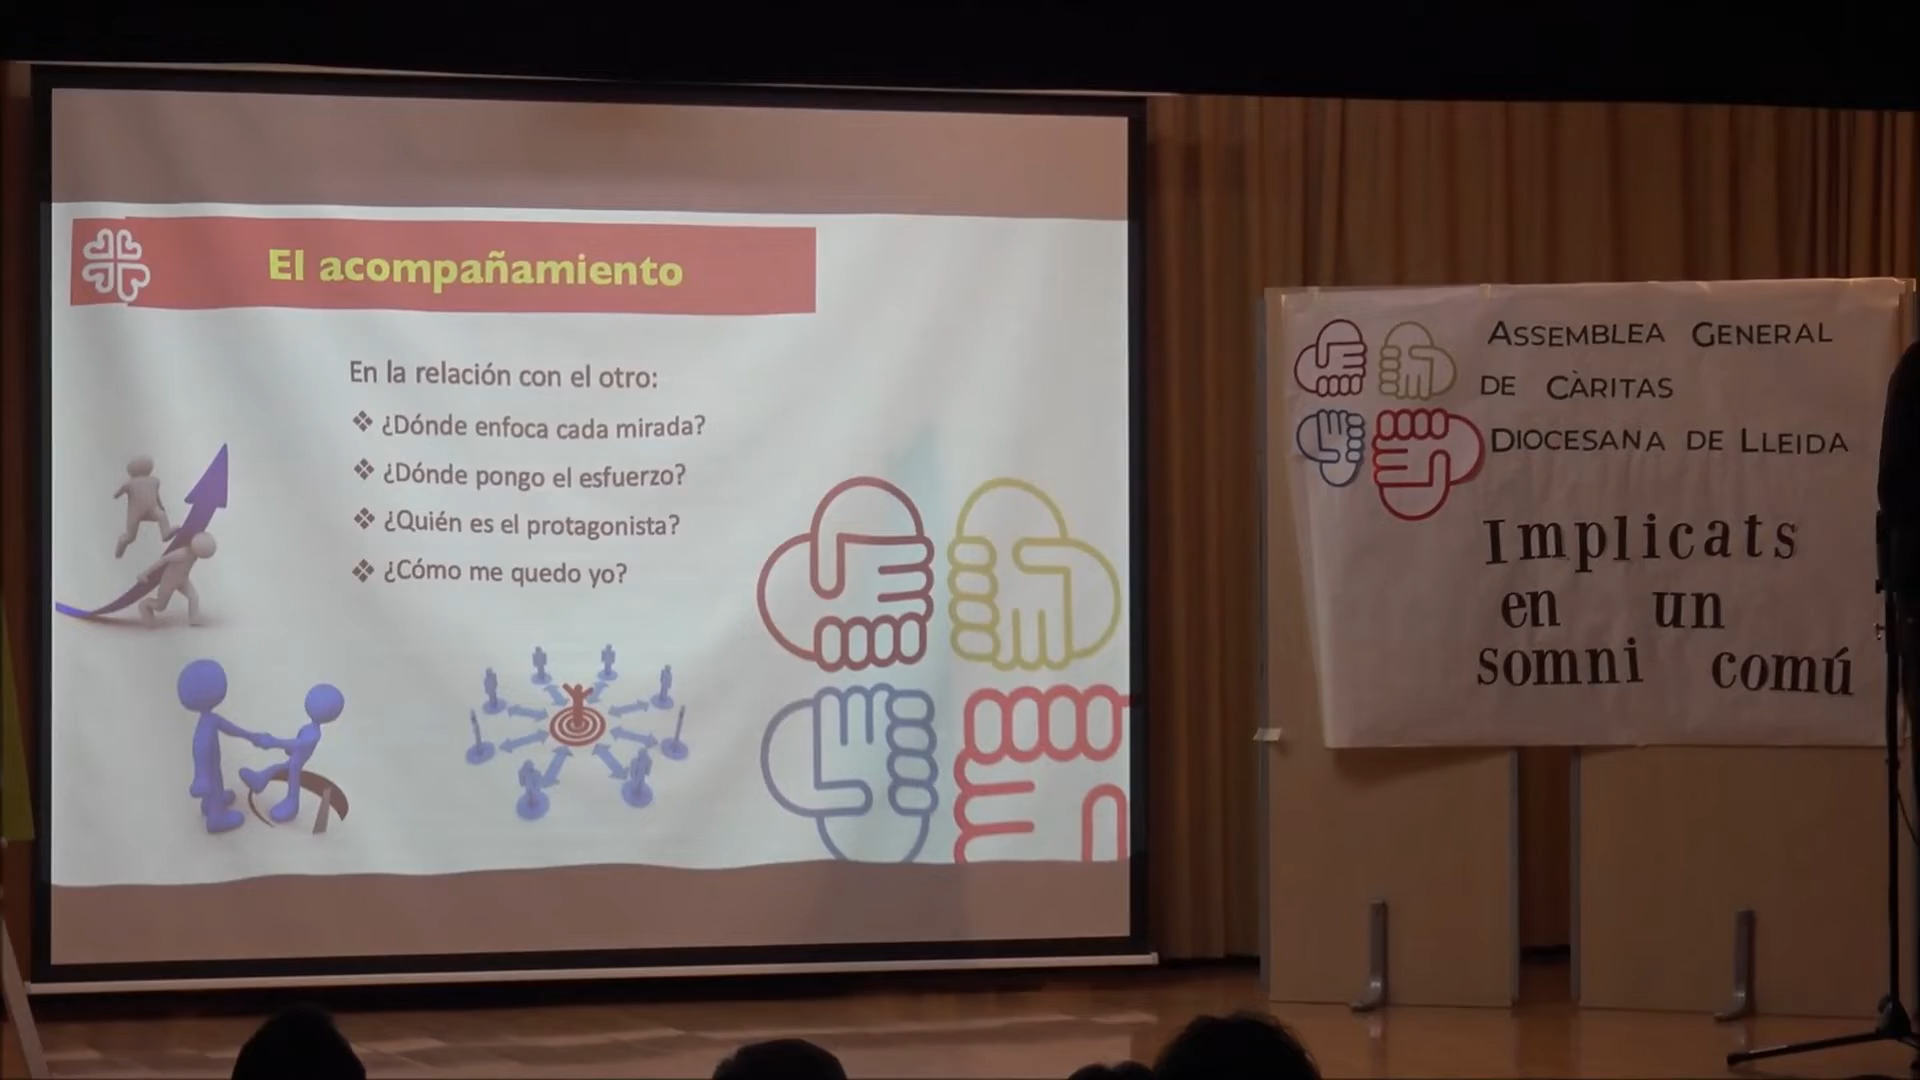 El acompañamiento
En la relación con el otro:
❖ ¿Dónde enfoca cada mirada?
❖ ¿Dónde pongo el esfuerzo?
❖ ¿Quién es el protagonista?
❖ ¿Cómo me quedo yo?
ASSEMBLEA GENERAL
DE CÀRITAS
DIOCESANA DE LLEIDA
Implicats
en un
somni comú